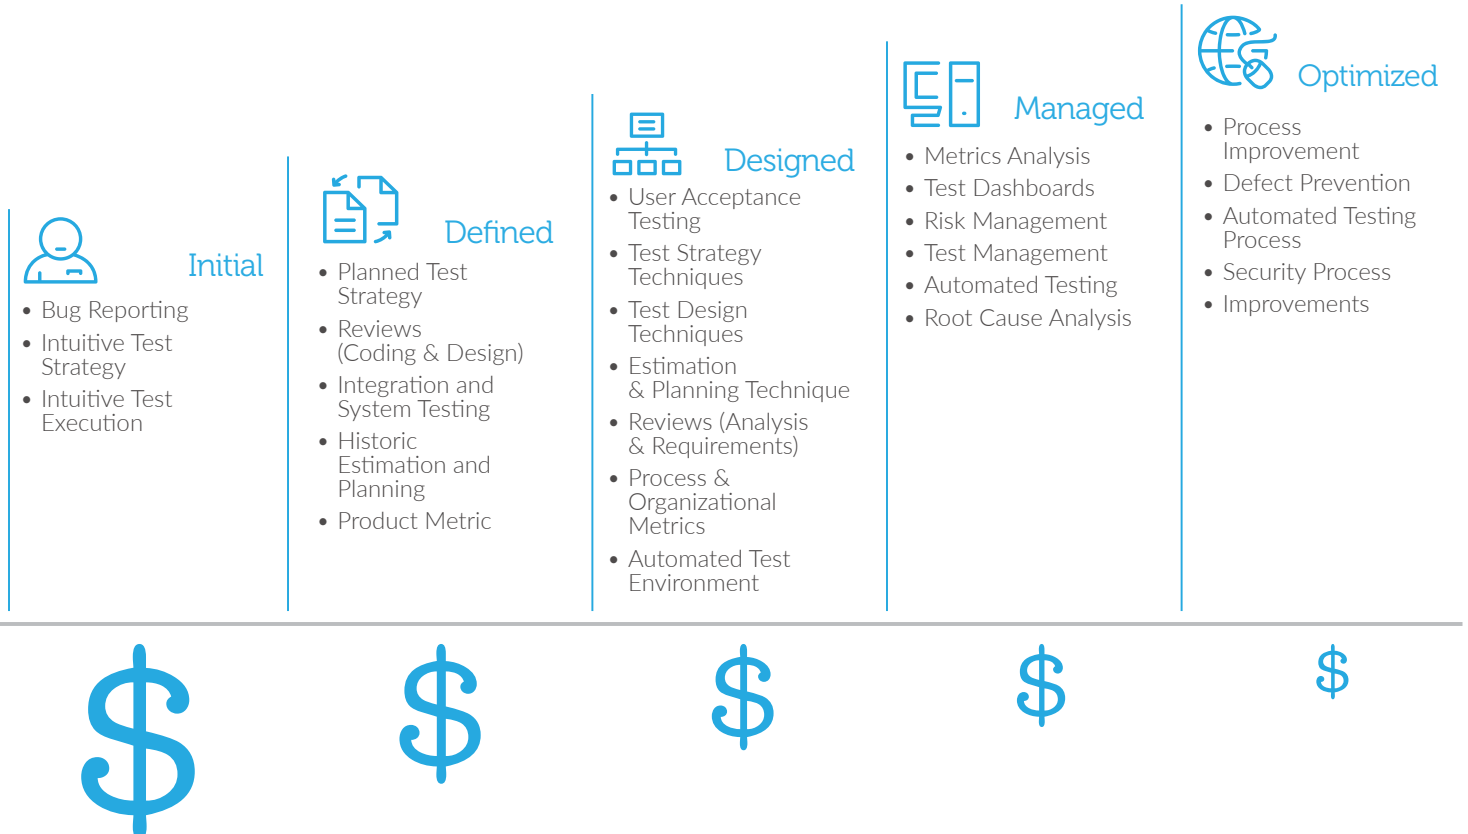 Initial
• Bug Reporting
• Intuitive Test
Strategy
• Intuitive Test
Execution
Defined
• Planned Test
Strategy
• Reviews
(Coding & Design)
• Integration and
System Testing
• Historic
Estimation and
Planning
• Product Metric
Designed
• User Acceptance
Testing
• Test Strategy
Techniques
• Test Design
Techniques
• Estimation
& Planning Technique
• Reviews (Analysis
& Requirements)
• Process &
Organizational
Metrics
• Automated Test
Environment
Managed
• Metrics Analysis
• Test Dashboards
• Risk Management
• Test Management
• Automated Testing
• Root Cause Analysis
Optimized
• Process
Improvement
• Defect Prevention
• Automated Testing
Process
• Security Process
• Improvements
$ $ $ $ $